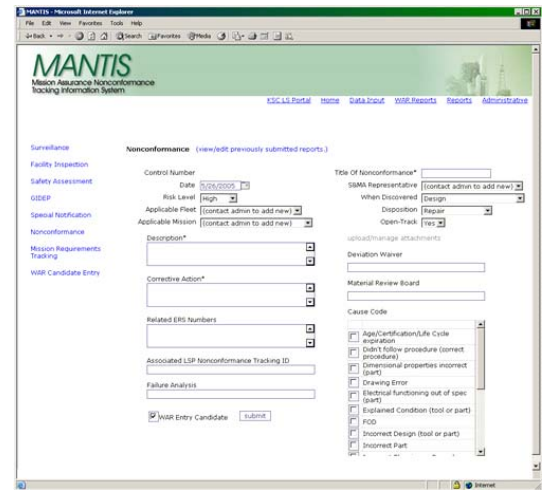 MANTIS - Microsoft Internet Explorer
File Edit View Favorites Tools Help
Back Search Favorites Media
MANTIS
Mission Assurance Nonconformance
Tracking Information System
KSC LS Portal Home Data Input WAR Reports Reports Administrative
Surveillance
Facility Inspection
Safety Assessment
GIDEP
Special Notification
Nonconformance
Mission Requirements
Tracking
WAR Candidate Entry
Nonconformance (view/edit previously submitted reports.)
Control Number
Date 5/26/2005
Risk Level High
Applicable Fleet (contact admin to add new)
Applicable Mission (contact admin to add new)
Description*
Corrective Action*
Related ERS Numbers
Associated LSP Nonconformance Tracking ID
Failure Analysis
WAR Entry Candidate submit
Title Of Nonconformance*
S&MA Representative (contact admin to add new)
When Discovered Design
Disposition Repair
Open-Track Yes
upload/manage attachments
Deviation Waiver
Material Review Board
Cause Code
Age/Certification/Life Cycle
expiration
Didn't follow procedure (correct
procedure)
Dimensional properties incorrect
(part)
Drawing Error
Electrical functioning out of spec
(part)
Explained Condition (tool or part)
FOD
Incorrect Design (tool or part)
Incorrect Part
Internet